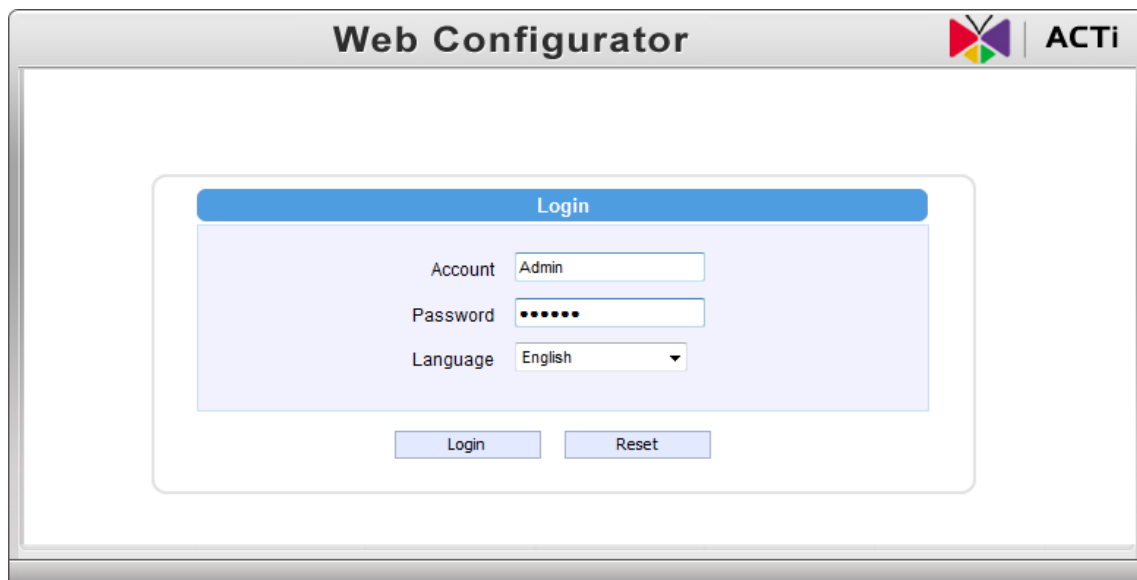 Web Configurator
ACTi
Login
Account Admin
Password ••••••
Language English
Login Reset